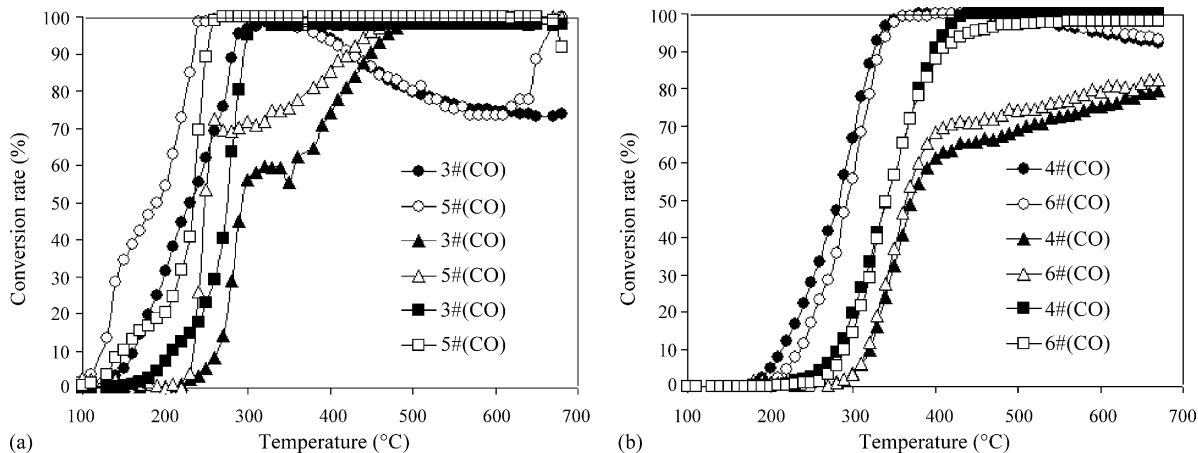 100
90
80
70
60
50
40
30
20
10
0
Conversion rate (%)
3#(CO)
5#(CO)
3#(CO)
5#(CO)
3#(CO)
5#(CO)
100 200 300 400 500 600 700
(a) Temperature (°C)
100
90
80
70
60
50
40
30
20
10
0
Conversion rate (%)
4#(CO)
6#(CO)
4#(CO)
6#(CO)
4#(CO)
6#(CO)
100 200 300 400 500 600 700
(b) Temperature (°C)